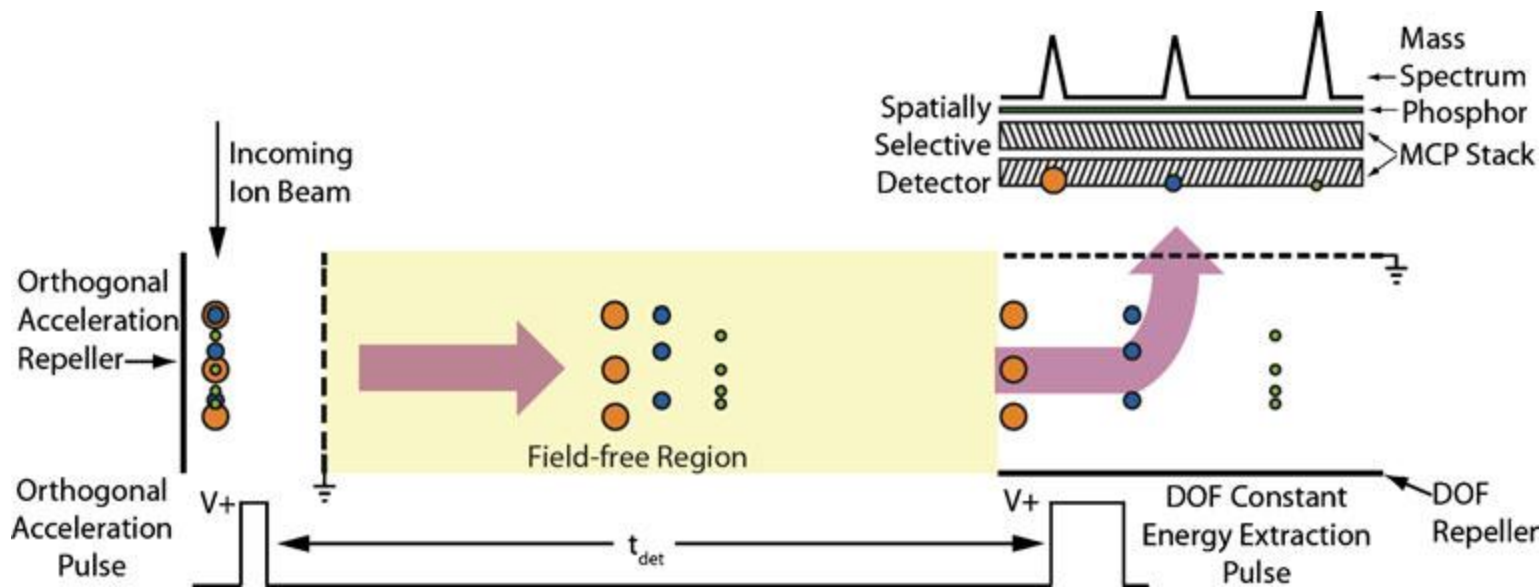 Mass
Spectrum
Spatially
Phosphor
Selective
MCP Stack
Detector
Incoming
Ion Beam
Orthogonal
Acceleration
Repeller
Field-free Region
Orthogonal
Acceleration
Pulse
V+
t_det
V+
DOF Constant
Energy Extraction
Pulse
DOF
Repeller